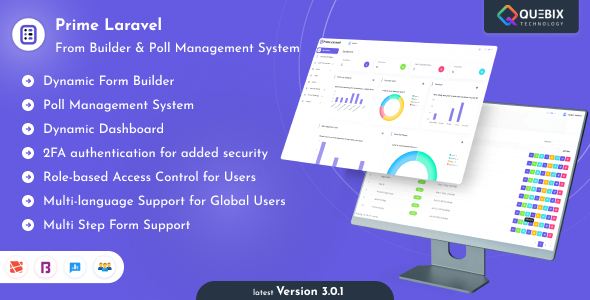 Prime Laravel
From Builder & Poll Management System
QUEBIX
TECHNOLOGY
Dynamic Form Builder
Poll Management System
Dynamic Dashboard
2FA authentication for added security
Role-based Access Control for Users
Multi-language Support for Global Users
Multi Step Form Support
latest Version 3.0.1